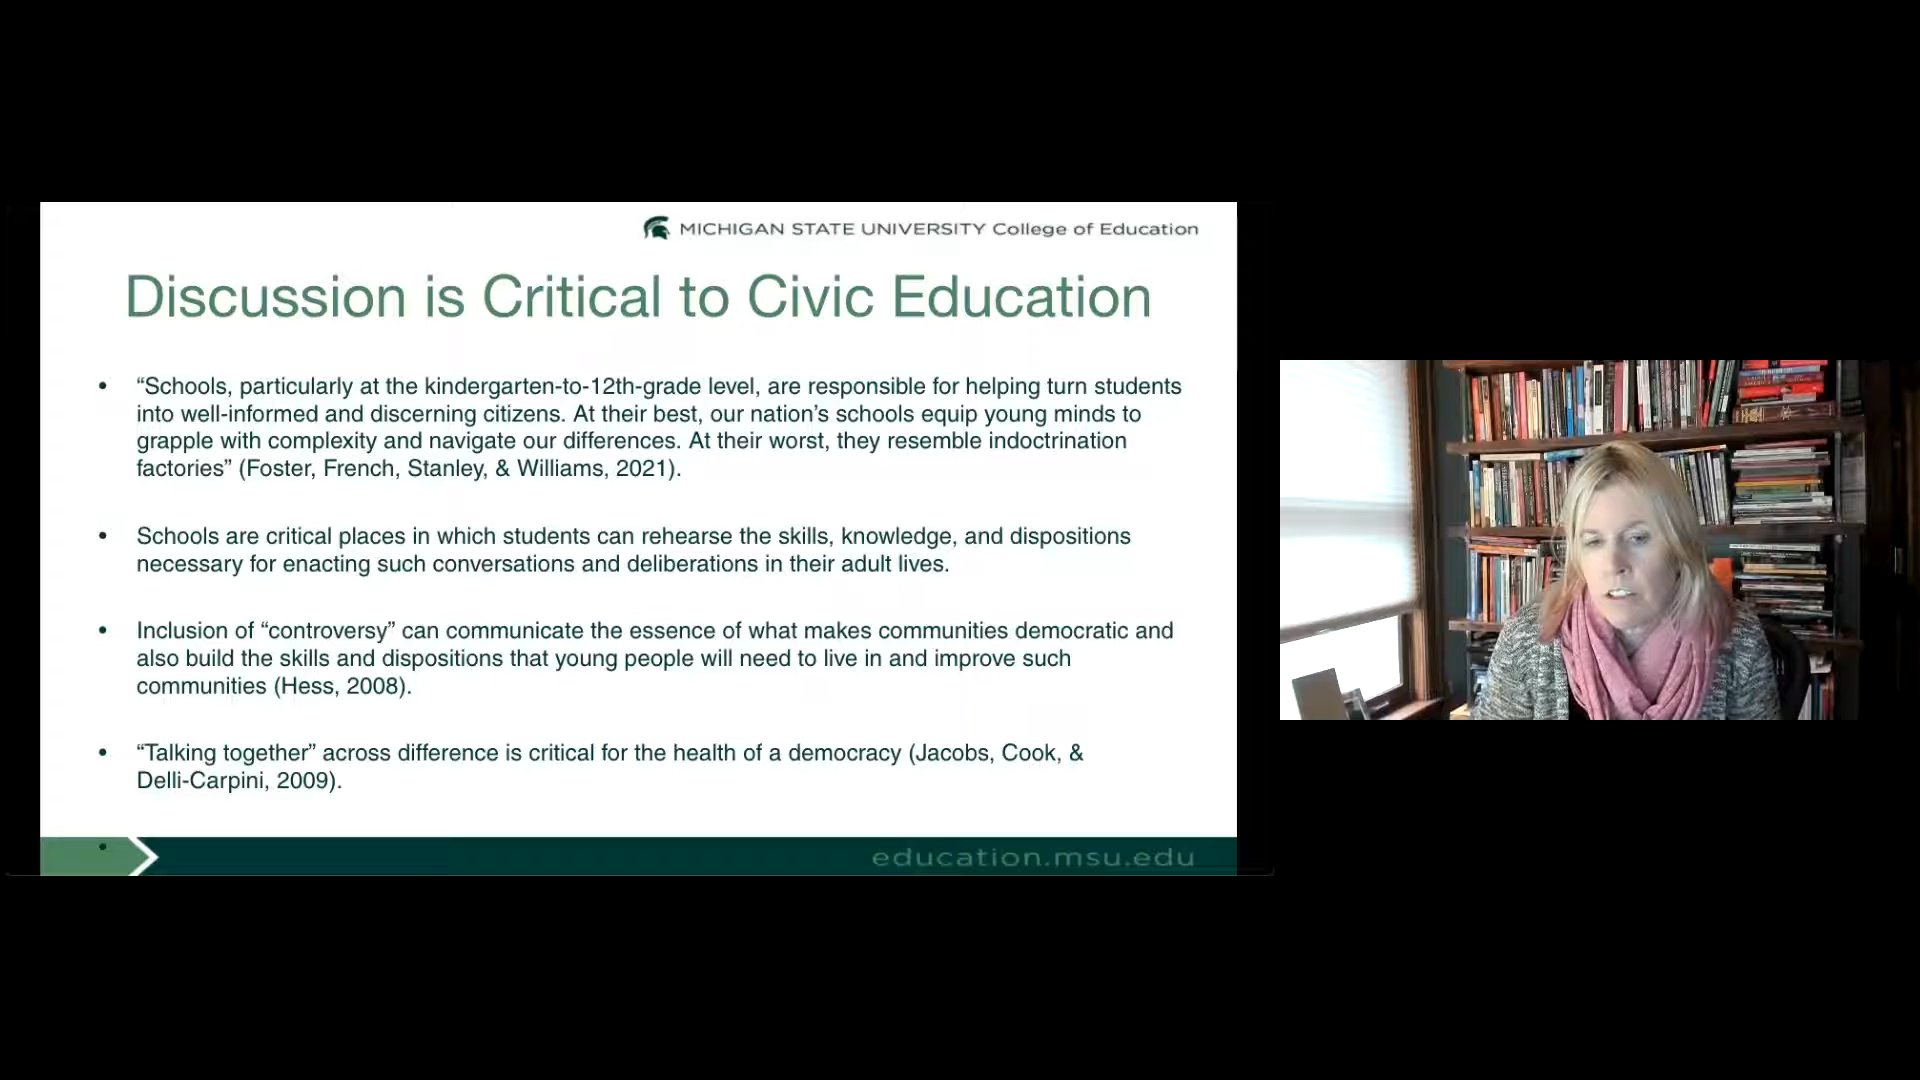 MICHIGAN STATE UNIVERSITY College of Education
Discussion is Critical to Civic Education
• “Schools, particularly at the kindergarten-to-12th-grade level, are responsible for helping turn students
into well-informed and discerning citizens. At their best, our nation’s schools equip young minds to
grapple with complexity and navigate our differences. At their worst, they resemble indoctrination
factories” (Foster, French, Stanley, & Williams, 2021).
• Schools are critical places in which students can rehearse the skills, knowledge, and dispositions
necessary for enacting such conversations and deliberations in their adult lives.
• Inclusion of “controversy” can communicate the essence of what makes communities democratic and
also build the skills and dispositions that young people will need to live in and improve such
communities (Hess, 2008).
• “Talking together” across difference is critical for the health of a democracy (Jacobs, Cook, &
Delli-Carpini, 2009).
•
education.msu.edu